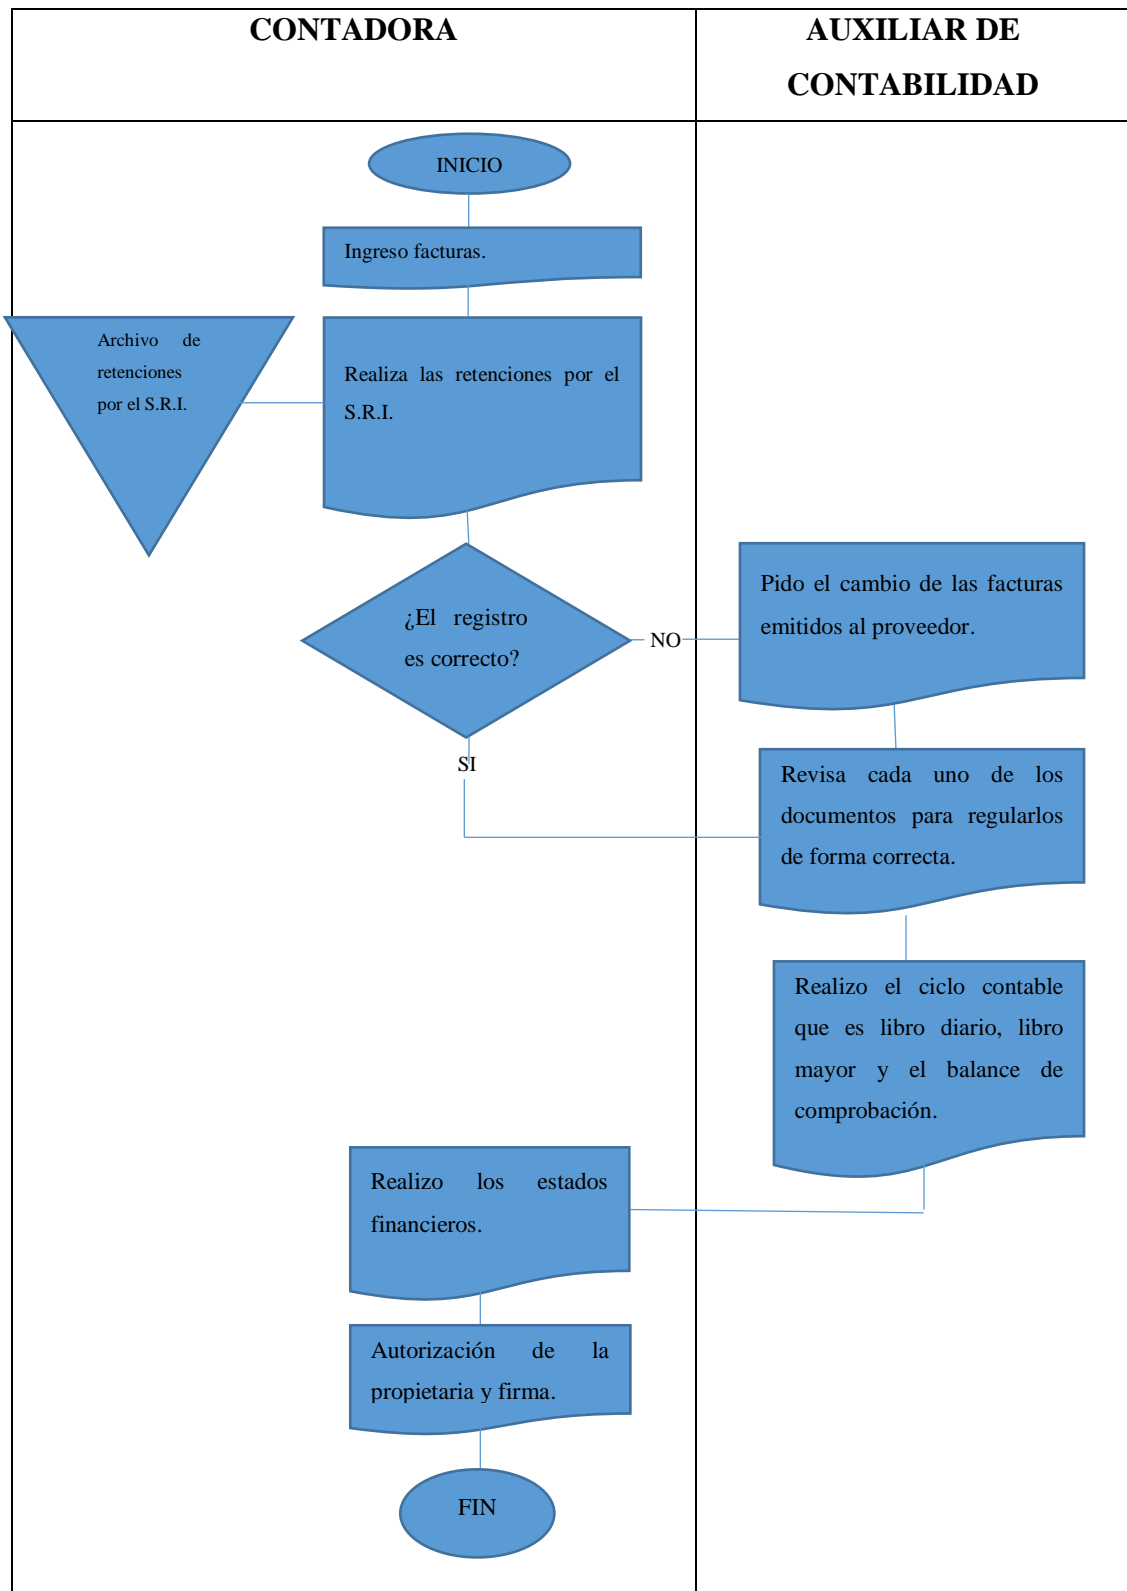 CONTADORA
AUXILIAR DE
CONTABILIDAD
INICIO
Ingreso facturas.
Archivo de
retenciones
por el S.R.I.
Realiza las retenciones por el
S.R.I.
¿El registro
es correcto?
NO
Pido el cambio de las facturas
emitidos al proveedor.
SI
Revisa cada uno de los
documentos para regularlos
de forma correcta.
Realizo el ciclo contable
que es libro diario, libro
mayor y el balance de
comprobación.
Realizo los estados
financieros.
Autorización de la
propietaria y firma.
FIN